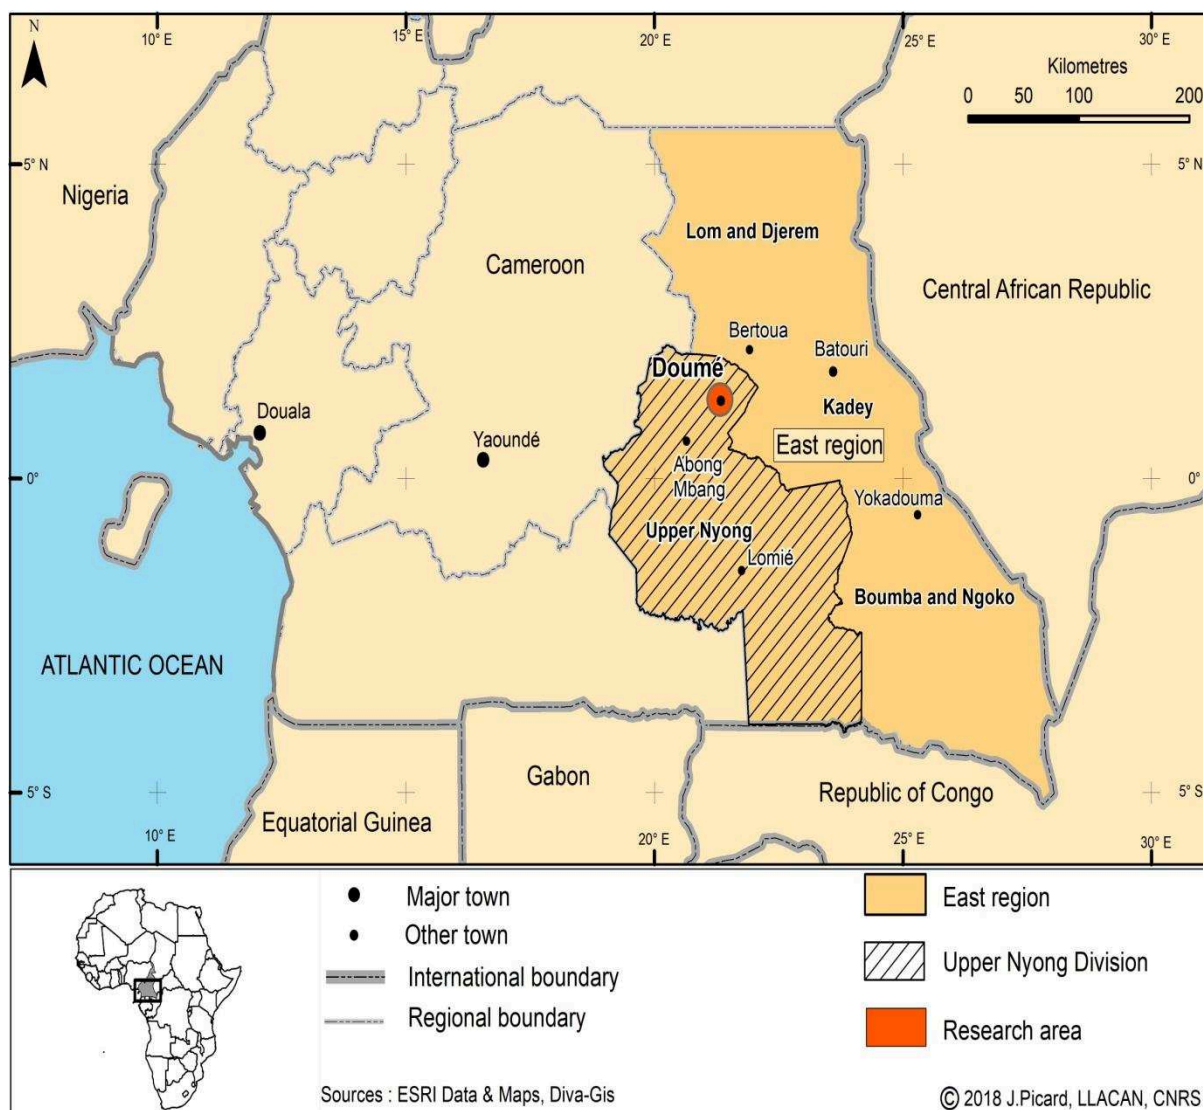 N
10° E
15° E
20° E
25° E
30° E
Kilometres
0 50 100 200
5° N
5° N
Nigeria
Lom and Djerem
Cameroon
Central African Republic
Bertoua
Batouri
Doumé
Kadey
Douala
Yaoundé
East region
Abong
Mbang
0°
0°
Yokadouma
Upper Nyong
Lomié
Boumba and Ngoko
ATLANTIC OCEAN
Gabon
Republic of Congo
5° S
5° S
Equatorial Guinea
10° E
20° E
25° E
30° E
Major town
Other town
International boundary
Regional boundary
East region
Upper Nyong Division
Research area
Sources : ESRI Data & Maps, Diva-Gis
© 2018 J.Picard, LLACAN, CNRS